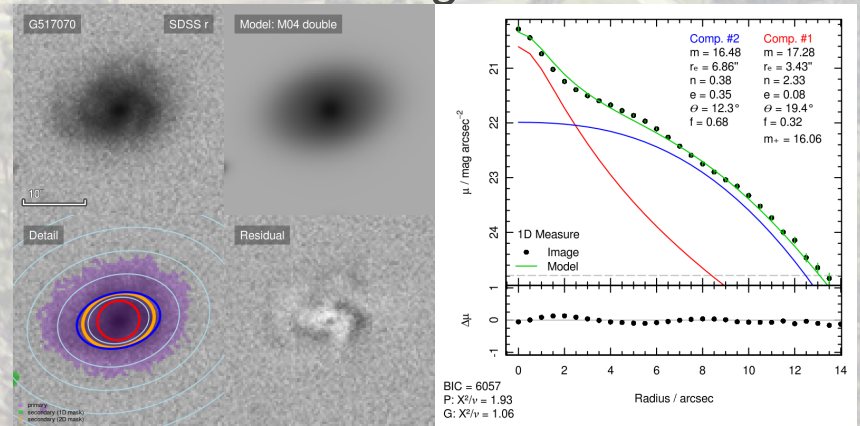 G517070
SDSS r
Model: M04 double
10"
Detail
Residual
primary
secondary (1D mask)
secondary (2D mask)
μ / mag arcsec⁻²
21
22
23
24
Comp. #2
m = 16.48
rₑ = 6.86"
n = 0.38
e = 0.35
Θ = 12.3°
f = 0.68
Comp. #1
m = 17.28
rₑ = 3.43"
n = 2.33
e = 0.08
Θ = 19.4°
f = 0.32
m₊ = 16.06
1D Measure
Image
Model
Δμ
1
0
-1
0 2 4 6 8 10 12 14
Radius / arcsec
BIC = 6057
P: X²/ν = 1.93
G: X²/ν = 1.06